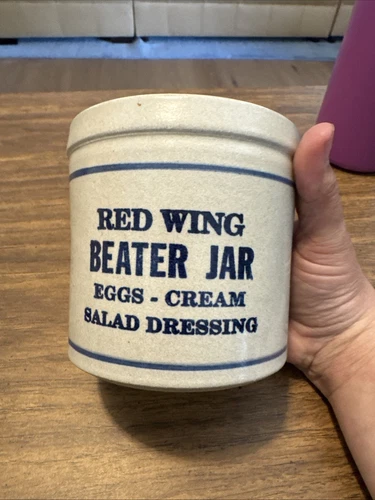 RED WING
BEATER JAR
EGGS - CREAM
SALAD DRESSING